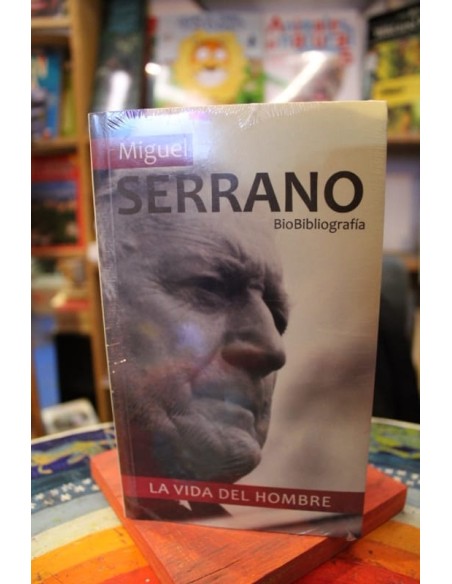 Miguel
SERRANO
BioBibliografía
LA VIDA DEL HOMBRE